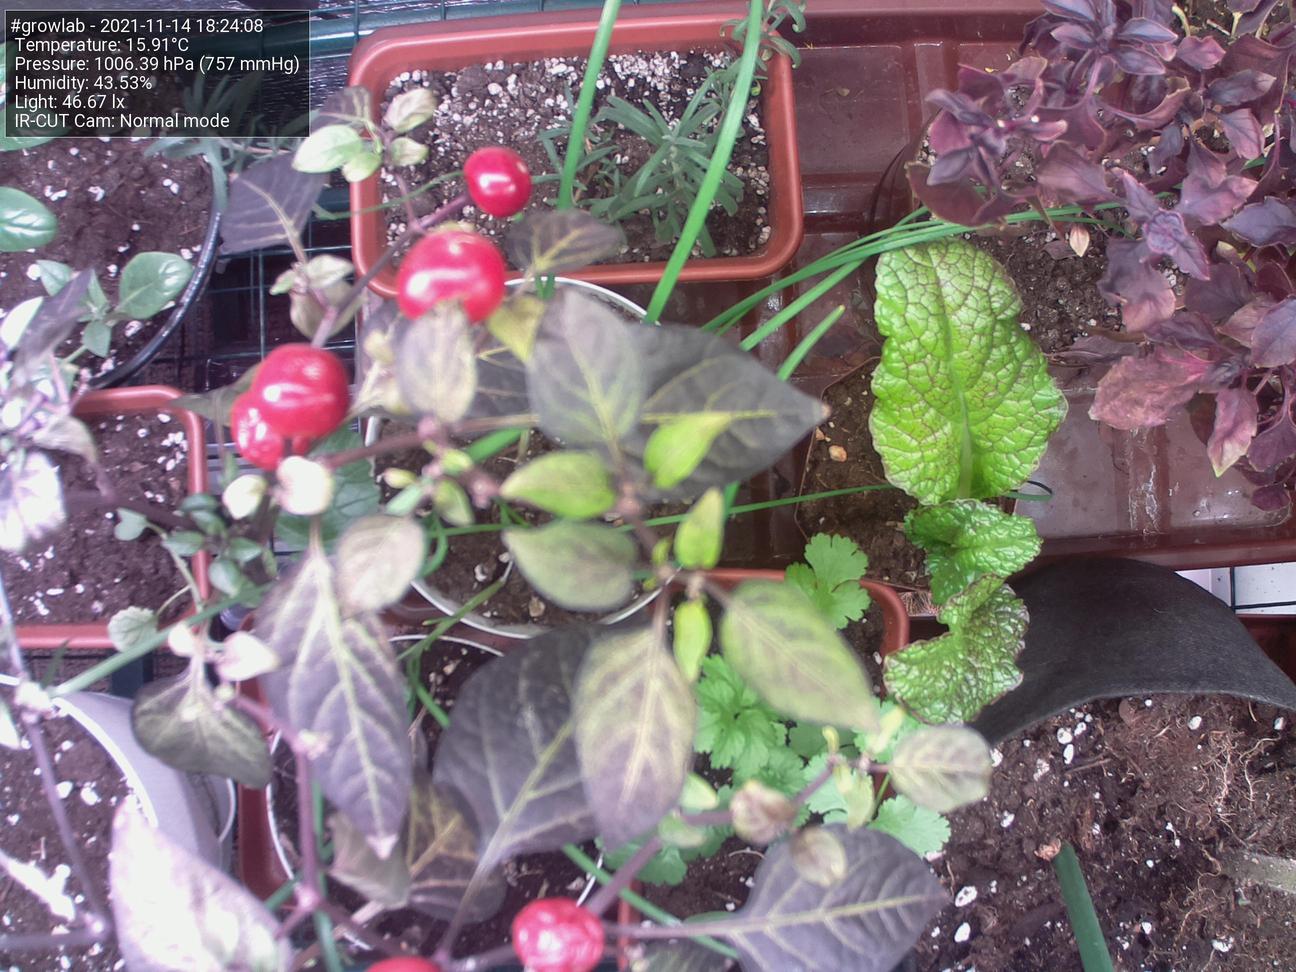 #growlab - 2021-11-14 18:24:08
Temperature: 15.91°C
Pressure: 1006.39 hPa (757 mmHg)
Humidity: 43.53%
Light: 46.67 lx
IR-CUT Cam: Normal mode